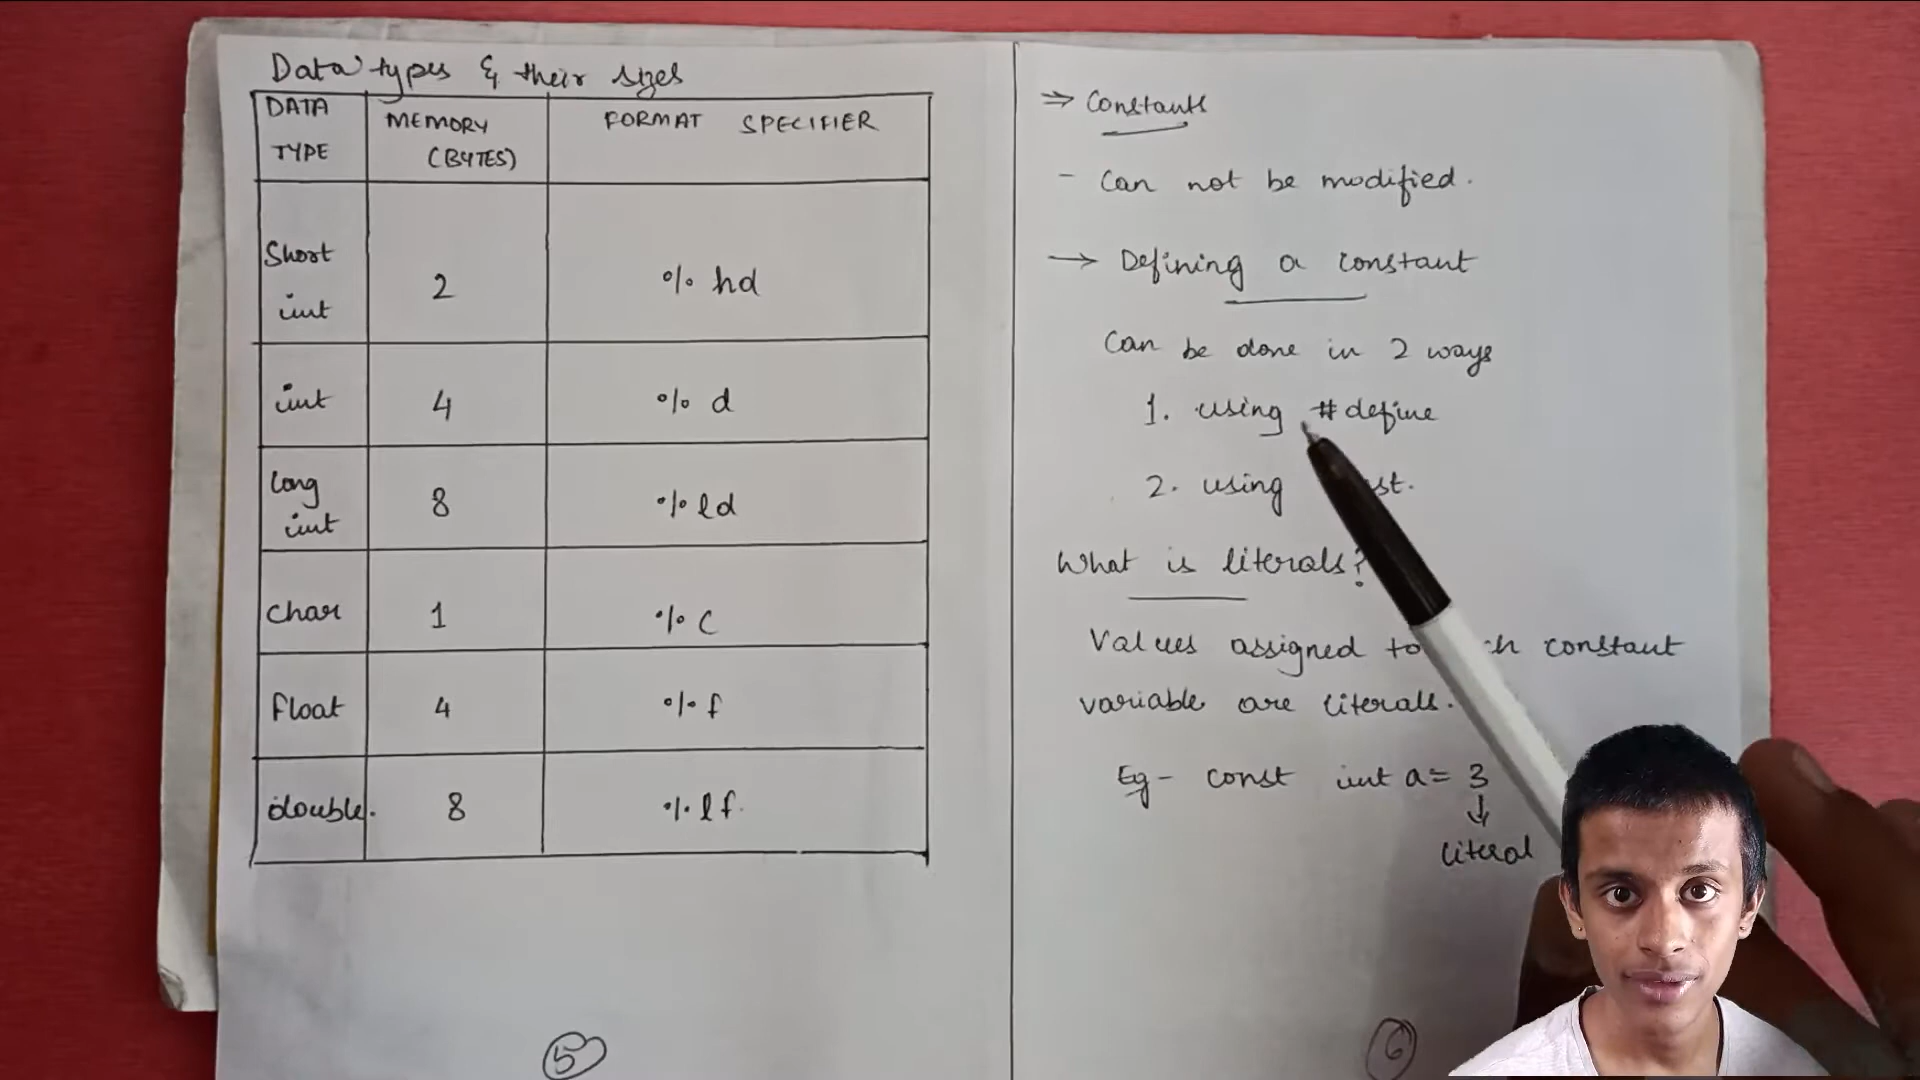 Data types & their sizes
DATA TYPE
MEMORY (BYTES)
FORMAT SPECIFIER
Short int
2
% hd
int
4
% d
long int
8
% ld
char
1
% c
float
4
% f
double.
8
% lf.
5
⇒ Constants
- Can not be modified.
→ Defining a constant
Can be done in 2 ways
1. using #define
2. using
What is literals?
Values assigned to constant
variable are literals.
Eg - const int a = 3
↓
literal
6